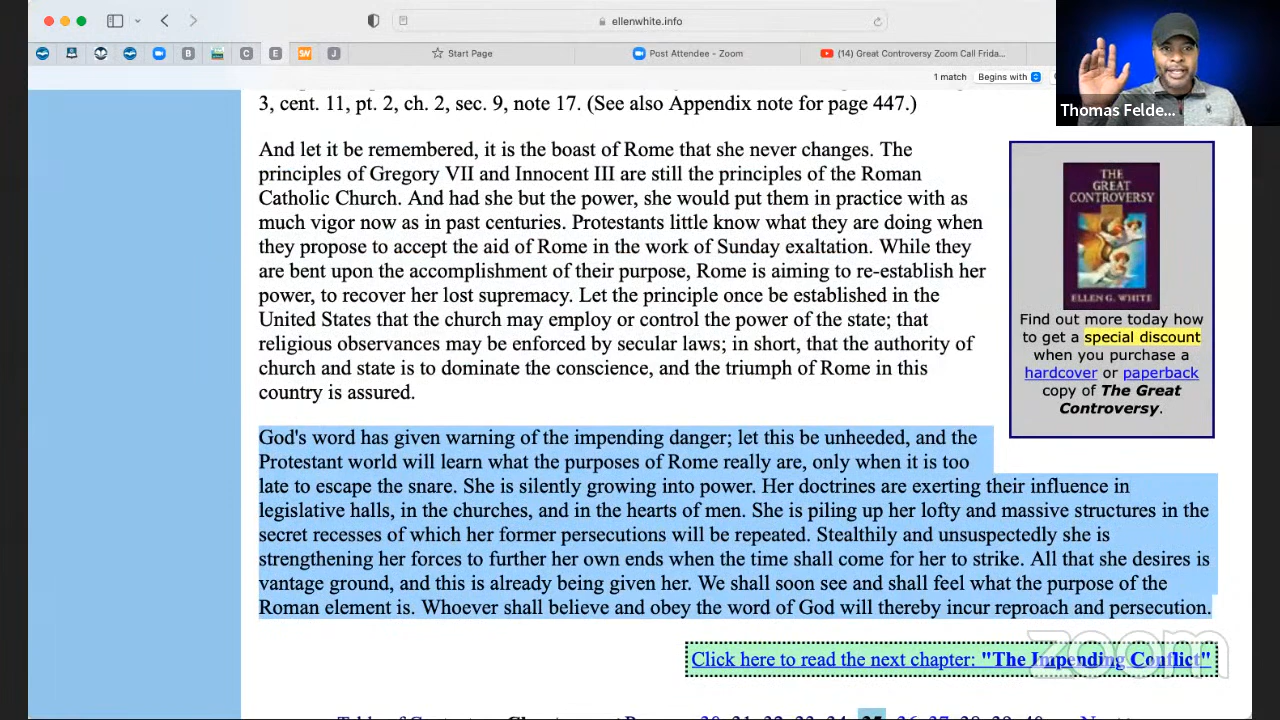 ellenwhite.info
B
C
E
SW
J
Start Page
Post Attendee - Zoom
(14) Great Controversy Zoom Call Frida...
1 match
Begins with
Thomas Felde...
3, cent. 11, pt. 2, ch. 2, sec. 9, note 17. (See also Appendix note for page 447.)
And let it be remembered, it is the boast of Rome that she never changes. The
principles of Gregory VII and Innocent III are still the principles of the Roman
Catholic Church. And had she but the power, she would put them in practice with as
much vigor now as in past centuries. Protestants little know what they are doing when
they propose to accept the aid of Rome in the work of Sunday exaltation. While they
are bent upon the accomplishment of their purpose, Rome is aiming to re-establish her
power, to recover her lost supremacy. Let the principle once be established in the
United States that the church may employ or control the power of the state; that
religious observances may be enforced by secular laws; in short, that the authority of
church and state is to dominate the conscience, and the triumph of Rome in this
country is assured.
THE
GREAT
CONTROVERSY
ELLEN G. WHITE
Find out more today how
to get a special discount
when you purchase a
hardcover or paperback
copy of The Great
Controversy.
God's word has given warning of the impending danger; let this be unheeded, and the
Protestant world will learn what the purposes of Rome really are, only when it is too
late to escape the snare. She is silently growing into power. Her doctrines are exerting their influence in
legislative halls, in the churches, and in the hearts of men. She is piling up her lofty and massive structures in the
secret recesses of which her former persecutions will be repeated. Stealthily and unsuspectedly she is
strengthening her forces to further her own ends when the time shall come for her to strike. All that she desires is
vantage ground, and this is already being given her. We shall soon see and shall feel what the purpose of the
Roman element is. Whoever shall believe and obey the word of God will thereby incur reproach and persecution.
Click here to read the next chapter: "The Impending Conflict"
zoom
30 31 32 33 34 35 36 37 38 39 40